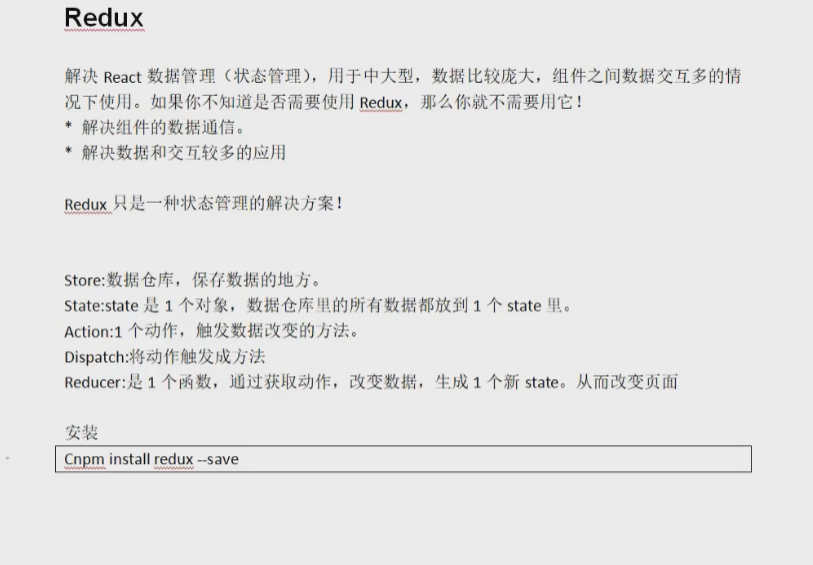 Redux
解决 React 数据管理（状态管理），用于中大型，数据比较庞大，组件之间数据交互多的情
况下使用。如果你不知道是否需要使用 Redux，那么你就不需要用它！
* 解决组件的数据通信。
* 解决数据和交互较多的应用
Redux 只是一种状态管理的解决方案！
Store:数据仓库，保存数据的地方。
State:state 是 1 个对象，数据仓库里的所有数据都放到 1 个 state 里。
Action:1 个动作，触发数据改变的方法。
Dispatch:将动作触发成方法
Reducer:是 1 个函数，通过获取动作，改变数据，生成 1 个新 state。从而改变页面
安装
Cnpm install redux --save